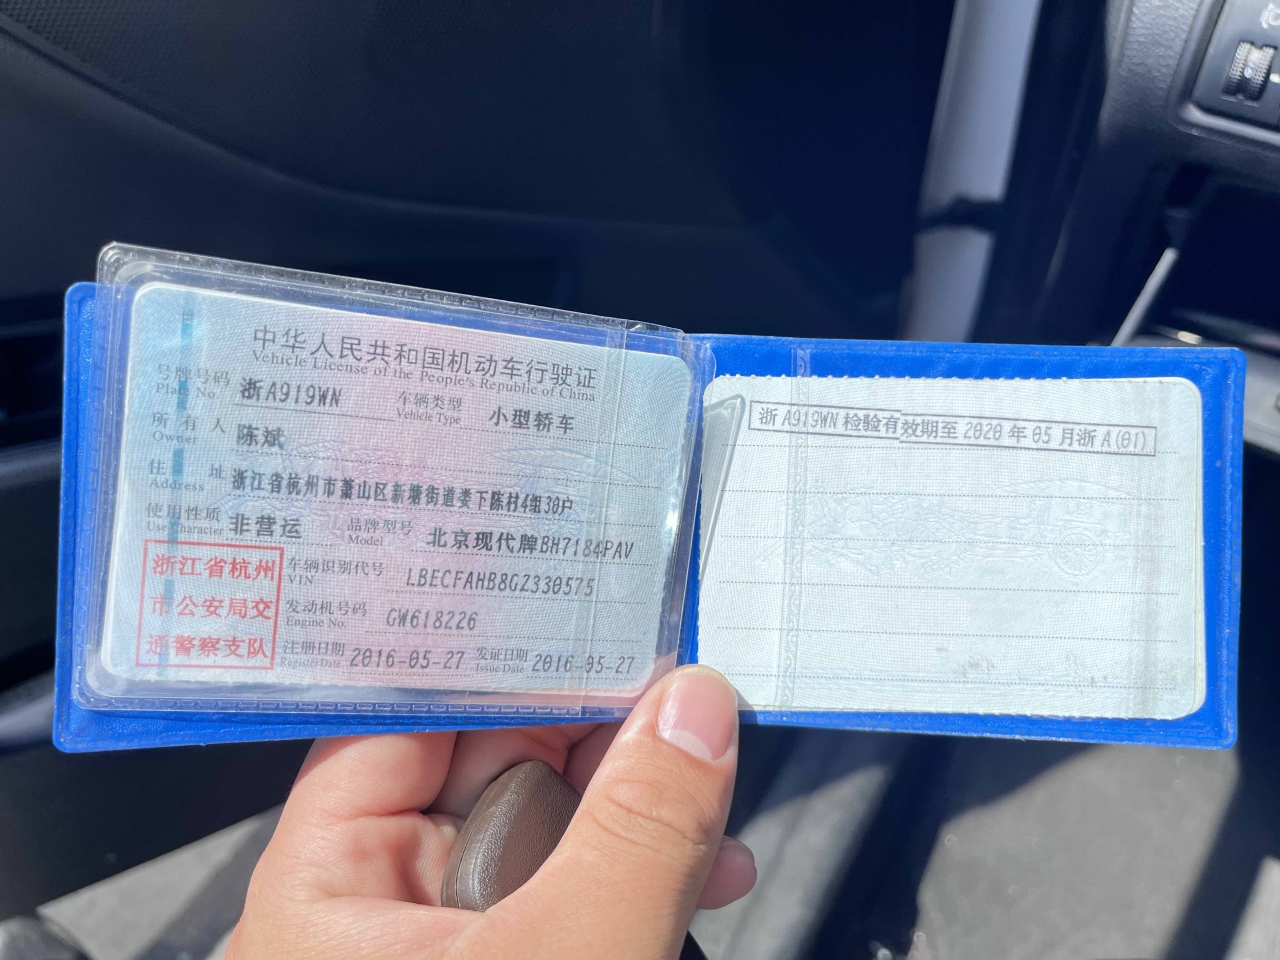 中华人民共和国机动车行驶证
Vehicle License of the People's Republic of China
号牌号码 浙A919WN 车辆类型 小型轿车
Plate No. Vehicle Type
所有人 陈斌
Owner
住址 浙江省杭州市萧山区新塘街道娄下陈村4组30户
Address
使用性质 非营运 品牌型号 北京现代牌BH7184PAV
Use Character Model
浙江省杭州
市公安局交
通警察支队
车辆识别代号 LBECFAHB8GZ330575
VIN
发动机号码 GW618226
Engine No.
注册日期 2016-05-27 发证日期 2016-05-27
Register Date Issue Date
浙A919WN检验有效期至2020年05月浙A(01)